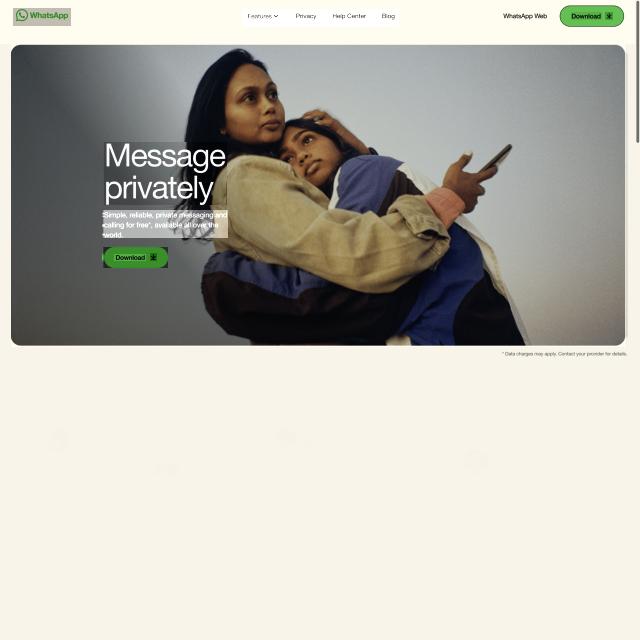 WhatsApp
Features
Privacy
Help Center
Blog
WhatsApp Web
Download
Message
privately
Simple, reliable, private messaging and
calling for free*, available all over the
world.
Download
* Data charges may apply. Contact your provider for details.